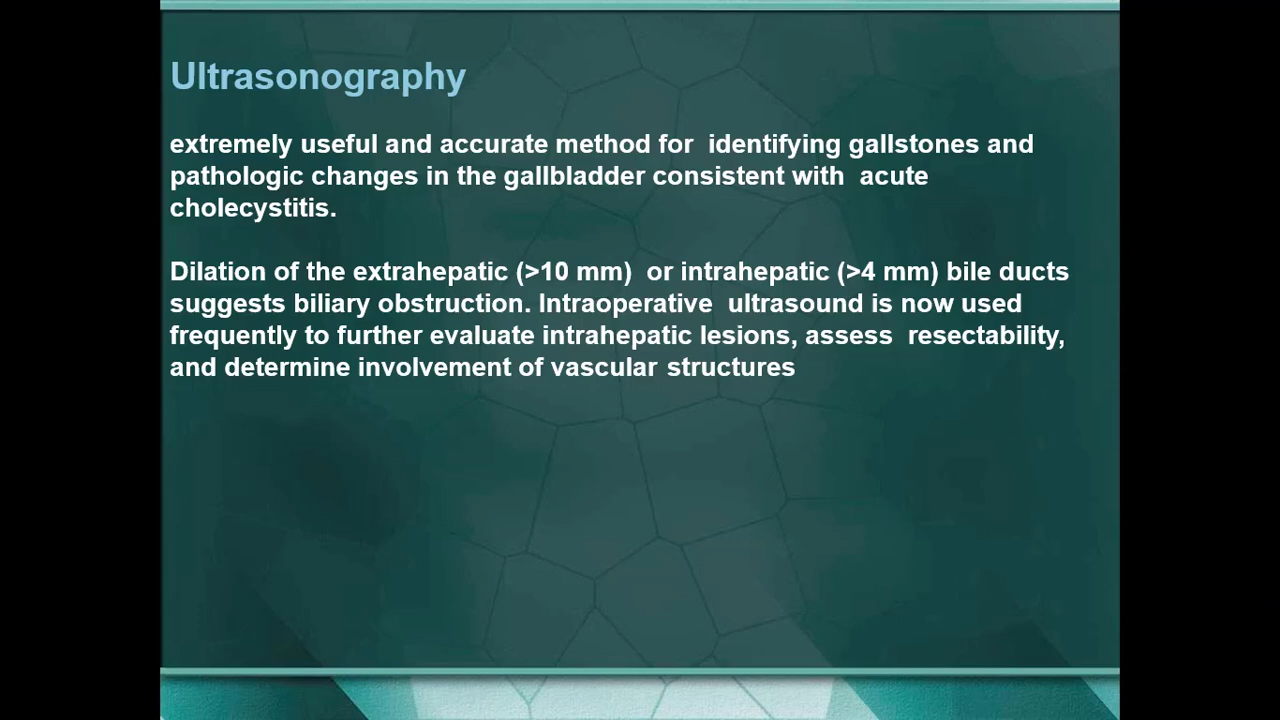 Ultrasonography
extremely useful and accurate method for  identifying gallstones and
pathologic changes in the gallbladder consistent with  acute
cholecystitis.
Dilation of the extrahepatic (>10 mm)  or intrahepatic (>4 mm) bile ducts
suggests biliary obstruction. Intraoperative  ultrasound is now used
frequently to further evaluate intrahepatic lesions, assess  resectability,
and determine involvement of vascular structures